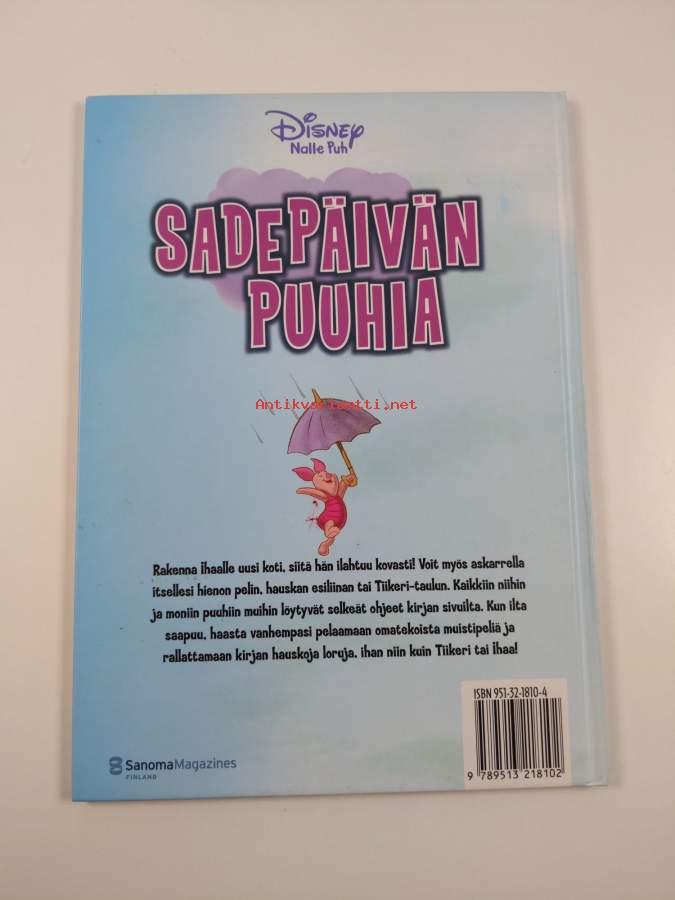 Disney
Nalle Puh
SADEPÄIVÄN
PUUHIA
Antikvariaatti.net
Rakenna ihaalle uusi koti, siitä hän ilahtuu kovasti! Voit myös askarrella
itsellesi hienon pelin, hauskan esiliinan tai Tiikeri-taulun. Kaikkiin niihin
ja moniin puuhiin muihin löytyvät selkeät ohjeet kirjan sivuilta. Kun ilta
saapuu, haasta vanhempasi pelaamaan omatekoista muistipeliä ja
rallattamaan kirjan hauskoja loruja, ihan niin kuin Tiikeri tai ihaa!
ISBN 951-32-1810-4
9 789513 218102
SanomaMagazines
FINLAND